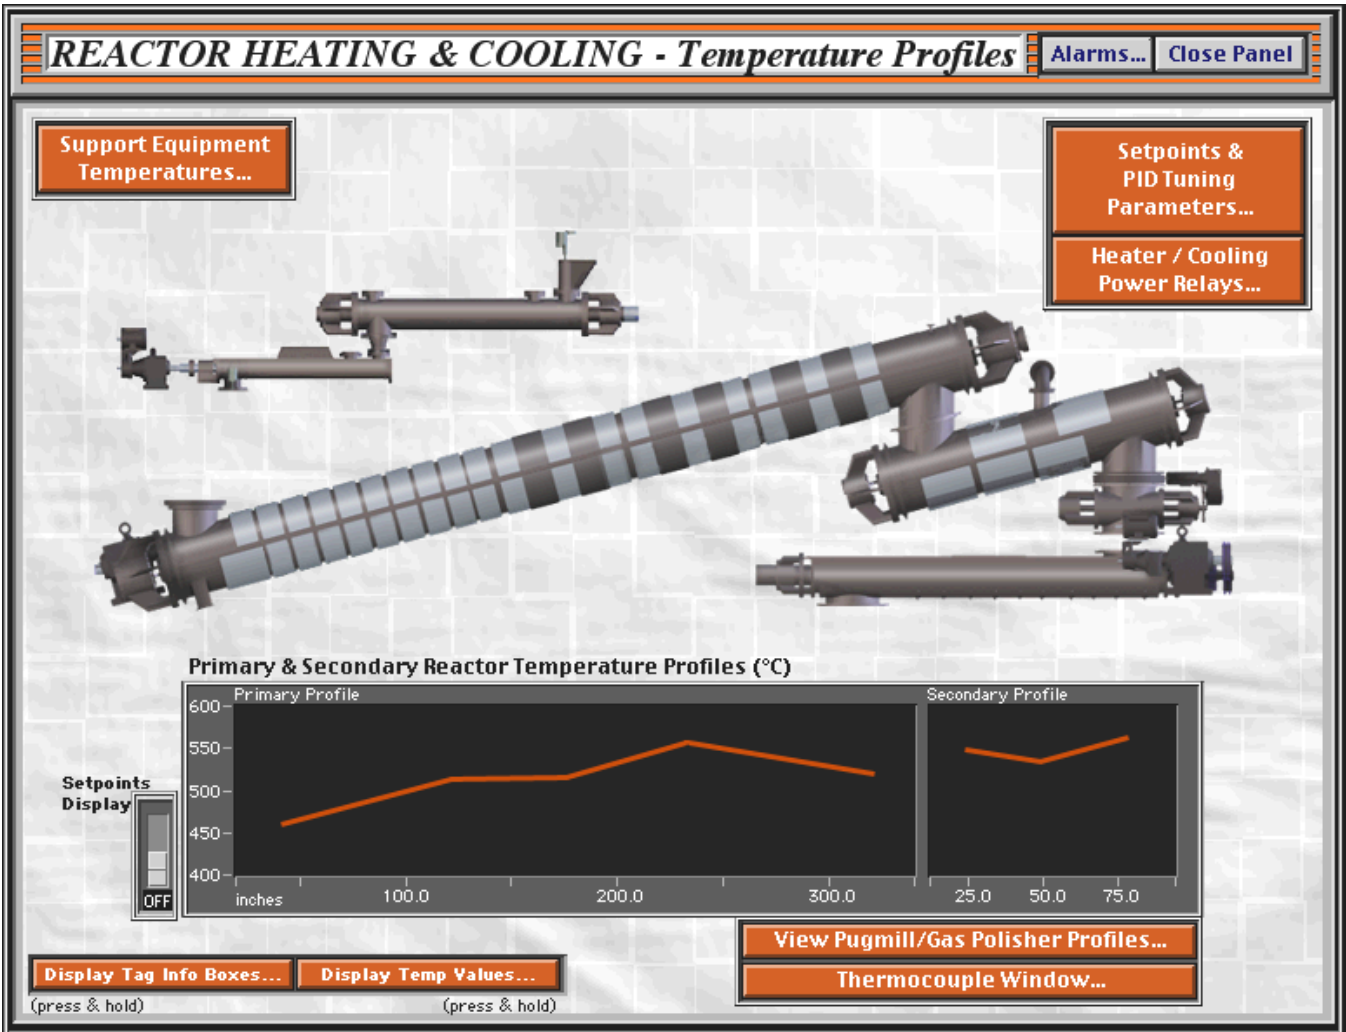 REACTOR HEATING & COOLING - Temperature Profiles
Alarms...
Close Panel
Support Equipment
Temperatures...
Setpoints &
PID Tuning
Parameters...
Heater / Cooling
Power Relays...
Primary & Secondary Reactor Temperature Profiles (°C)
Primary Profile
Secondary Profile
600
550
500
450
400
Setpoints
Display
OFF
inches
100.0
200.0
300.0
25.0
50.0
75.0
View Pugmill/Gas Polisher Profiles...
Thermocouple Window...
Display Tag Info Boxes...
Display Temp Values...
(press & hold)
(press & hold)